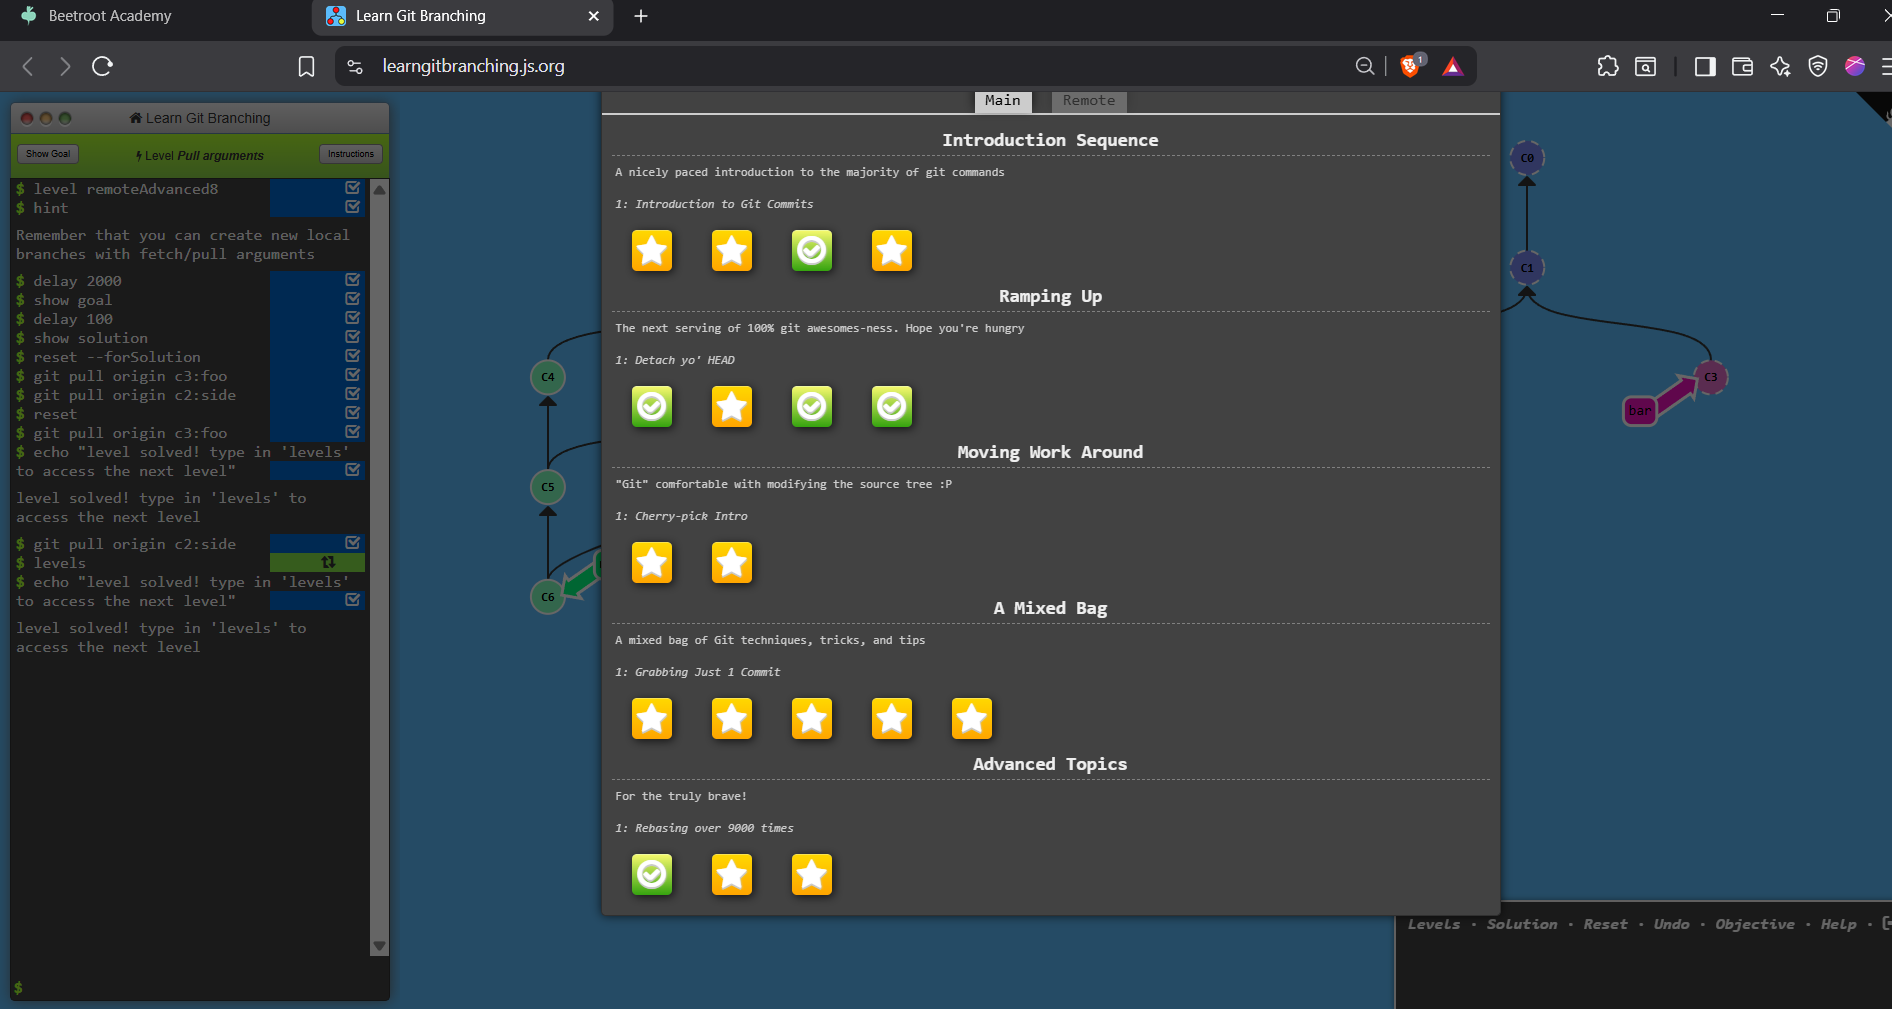 Beetroot Academy
Learn Git Branching
learngitbranching.js.org
1
Learn Git Branching
Show Goal
Level Pull arguments
Instructions
$ level remoteAdvanced8
$ hint
Remember that you can create new local
branches with fetch/pull arguments
$ delay 2000
$ show goal
$ delay 100
$ show solution
$ reset --forSolution
$ git pull origin c3:foo
$ git pull origin c2:side
$ reset
$ git pull origin c3:foo
$ echo "level solved! type in 'levels'
to access the next level"
level solved! type in 'levels' to
access the next level
$ git pull origin c2:side
$ levels
$ echo "level solved! type in 'levels'
to access the next level"
level solved! type in 'levels' to
access the next level
$
C4
C5
C6
Main
Remote
Introduction Sequence
A nicely paced introduction to the majority of git commands
1: Introduction to Git Commits
Ramping Up
The next serving of 100% git awesomes-ness. Hope you're hungry
1: Detach yo' HEAD
Moving Work Around
"Git" comfortable with modifying the source tree :P
1: Cherry-pick Intro
A Mixed Bag
A mixed bag of Git techniques, tricks, and tips
1: Grabbing Just 1 Commit
Advanced Topics
For the truly brave!
1: Rebasing over 9000 times
C0
C1
C3
bar
Levels · Solution · Reset · Undo · Objective · Help ·